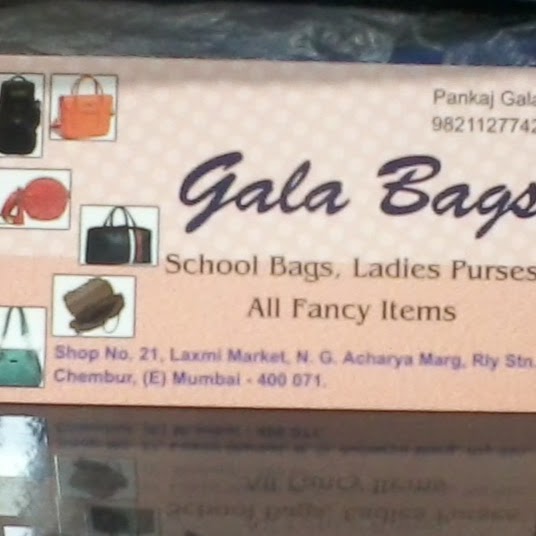 Pankaj Gala
9821127742
Gala Bags
School Bags, Ladies Purses
All Fancy Items
Shop No. 21, Laxmi Market, N. G. Acharya Marg, Rly Stn.
Chembur, (E) Mumbai - 400 071.